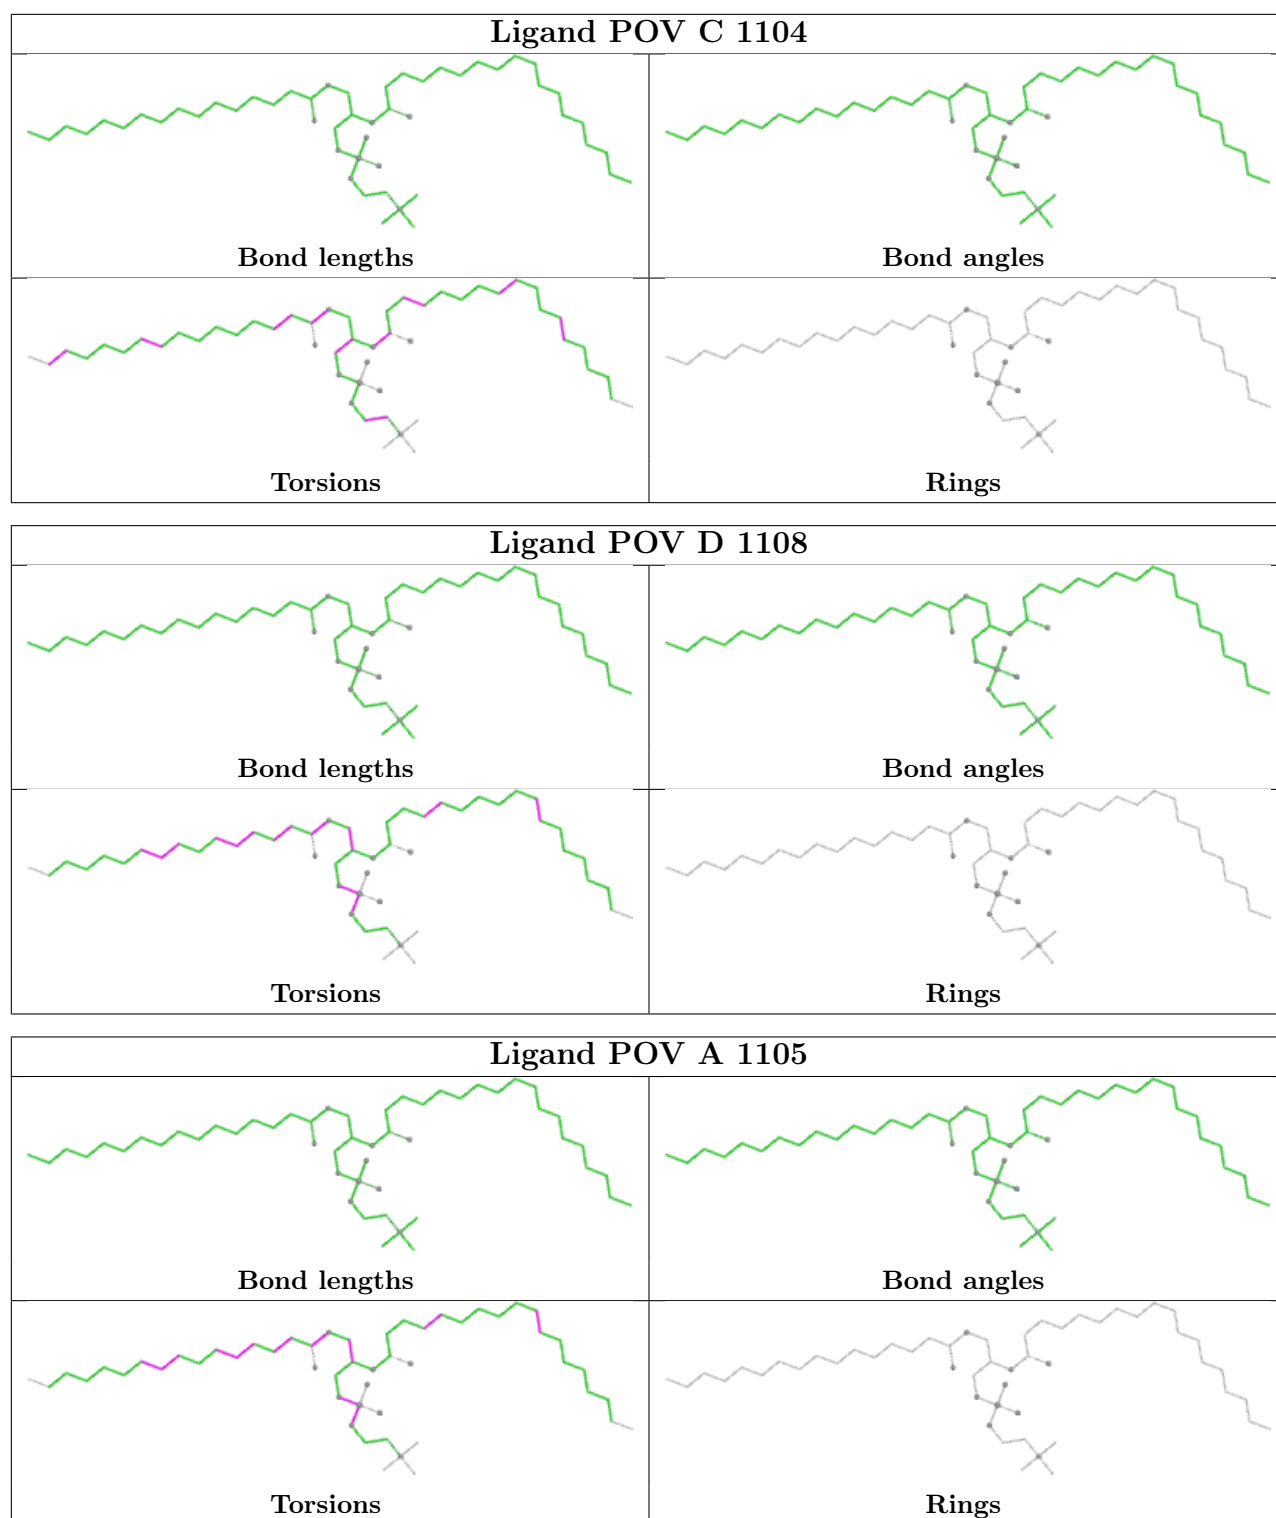 Ligand POV C 1104
Bond lengths
Bond angles
Torsions
Rings
Ligand POV D 1108
Bond lengths
Bond angles
Torsions
Rings
Ligand POV A 1105
Bond lengths
Bond angles
Torsions
Rings